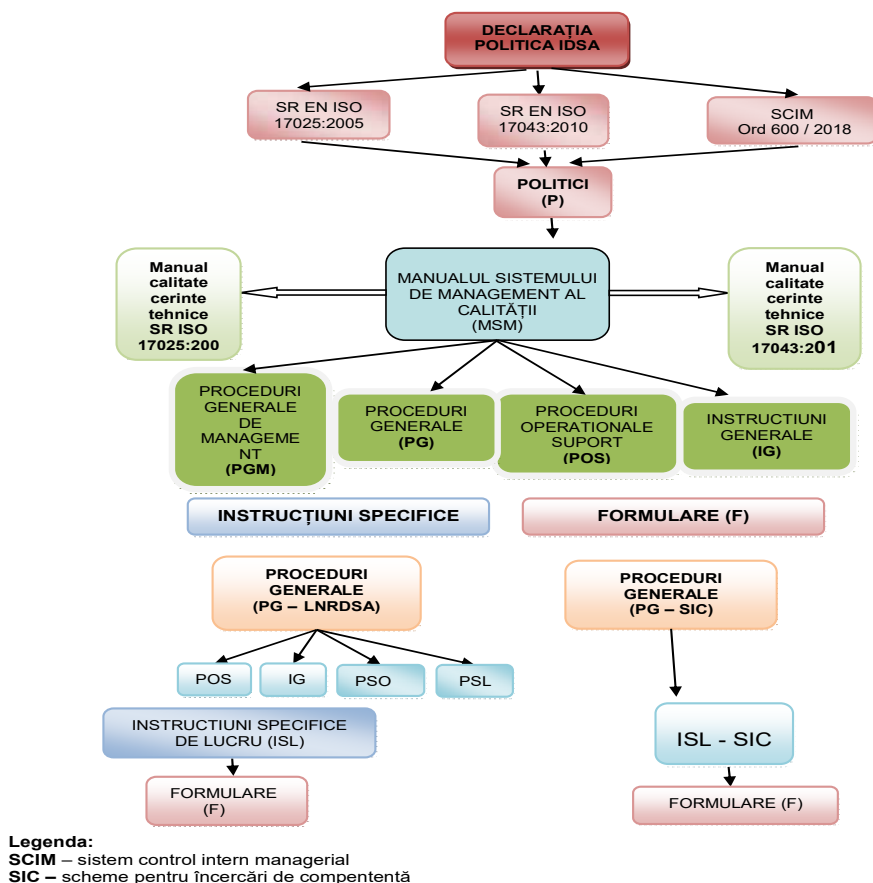 DECLARAȚIA
POLITICA IDSA
SR EN ISO
17025:2005
SR EN ISO
17043:2010
SCIM
Ord 600 / 2018
POLITICI
(P)
Manual
calitate
cerinte
tehnice
SR ISO
17025:200
MANUALUL SISTEMULUI
DE MANAGEMENT AL
CALITĂȚII
(MSM)
Manual
calitate
cerinte
tehnice
SR ISO
17043:201
PROCEDURI
GENERALE
DE
MANAGEME
NT
(PGM)
PROCEDURI
GENERALE
(PG)
PROCEDURI
OPERATIONALE
SUPORT
(POS)
INSTRUCTIUNI
GENERALE
(IG)
INSTRUCȚIUNI SPECIFICE
FORMULARE (F)
PROCEDURI
GENERALE
(PG – LNRDSA)
PROCEDURI
GENERALE
(PG – SIC)
POS
IG
PSO
PSL
INSTRUCTIUNI SPECIFICE
DE LUCRU (ISL)
ISL - SIC
FORMULARE
(F)
FORMULARE (F)
Legenda:
SCIM – sistem control intern managerial
SIC – scheme pentru încercări de compentență